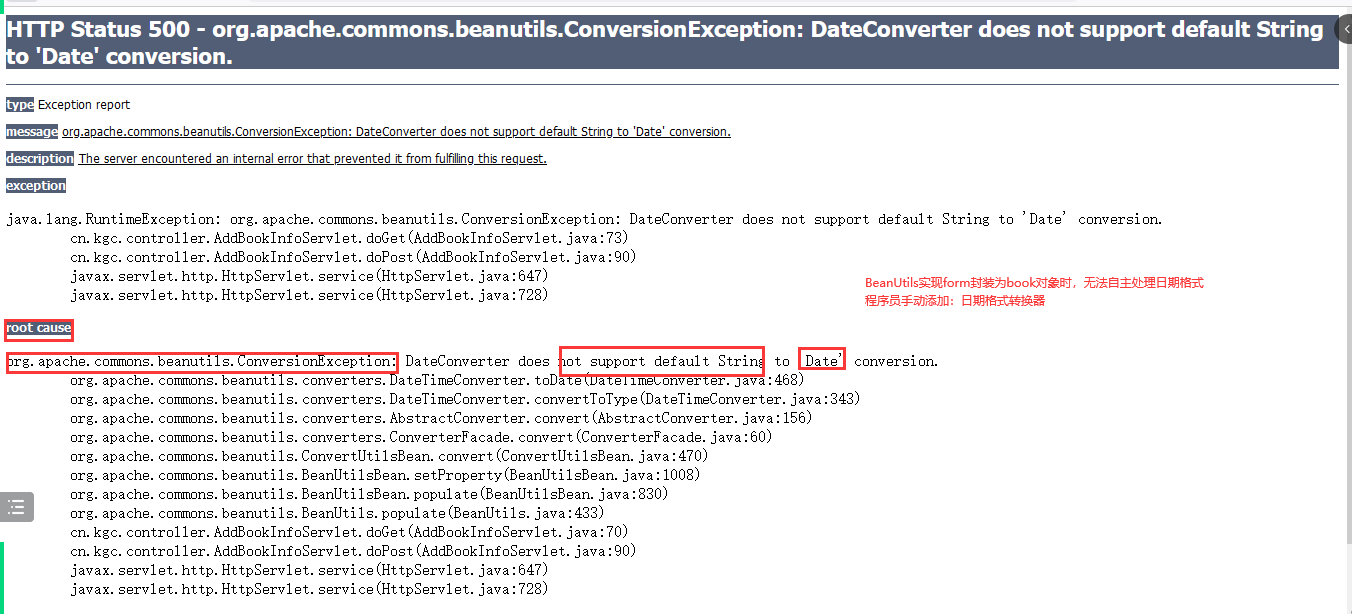 HTTP Status 500 - org.apache.commons.beanutils.ConversionException: DateConverter does not support default String
to 'Date' conversion.
type Exception report
message org.apache.commons.beanutils.ConversionException: DateConverter does not support default String to 'Date' conversion.
description The server encountered an internal error that prevented it from fulfilling this request.
exception
java.lang.RuntimeException: org.apache.commons.beanutils.ConversionException: DateConverter does not support default String to 'Date' conversion.
cn.kgc.controller.AddBookInfoServlet.doGet(AddBookInfoServlet.java:73)
cn.kgc.controller.AddBookInfoServlet.doPost(AddBookInfoServlet.java:90)
javax.servlet.http.HttpServlet.service(HttpServlet.java:647)
javax.servlet.http.HttpServlet.service(HttpServlet.java:728)
BeanUtils实现form封装为book对象时，无法自主处理日期格式
程序员手动添加：日期格式转换器
root cause
org.apache.commons.beanutils.ConversionException: DateConverter does not support default String to 'Date' conversion.
org.apache.commons.beanutils.converters.DateTimeConverter.toDate(DateTimeConverter.java:468)
org.apache.commons.beanutils.converters.DateTimeConverter.convertToType(DateTimeConverter.java:343)
org.apache.commons.beanutils.converters.AbstractConverter.convert(AbstractConverter.java:156)
org.apache.commons.beanutils.converters.ConverterFacade.convert(ConverterFacade.java:60)
org.apache.commons.beanutils.ConvertUtilsBean.convert(ConvertUtilsBean.java:470)
org.apache.commons.beanutils.BeanUtilsBean.setProperty(BeanUtilsBean.java:1008)
org.apache.commons.beanutils.BeanUtilsBean.populate(BeanUtilsBean.java:830)
org.apache.commons.beanutils.BeanUtils.populate(BeanUtils.java:433)
cn.kgc.controller.AddBookInfoServlet.doGet(AddBookInfoServlet.java:70)
cn.kgc.controller.AddBookInfoServlet.doPost(AddBookInfoServlet.java:90)
javax.servlet.http.HttpServlet.service(HttpServlet.java:647)
javax.servlet.http.HttpServlet.service(HttpServlet.java:728)